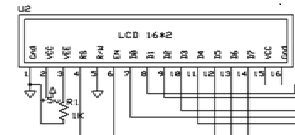 U2
LCD 16*2
GND VCC VEE RS R/W EN D0 D1 D2 D3 D4 D5 D6 D7 VCC GND
1 2 3 4 5 6 7 8 9 10 11 12 13 14 15 16
R1
1K